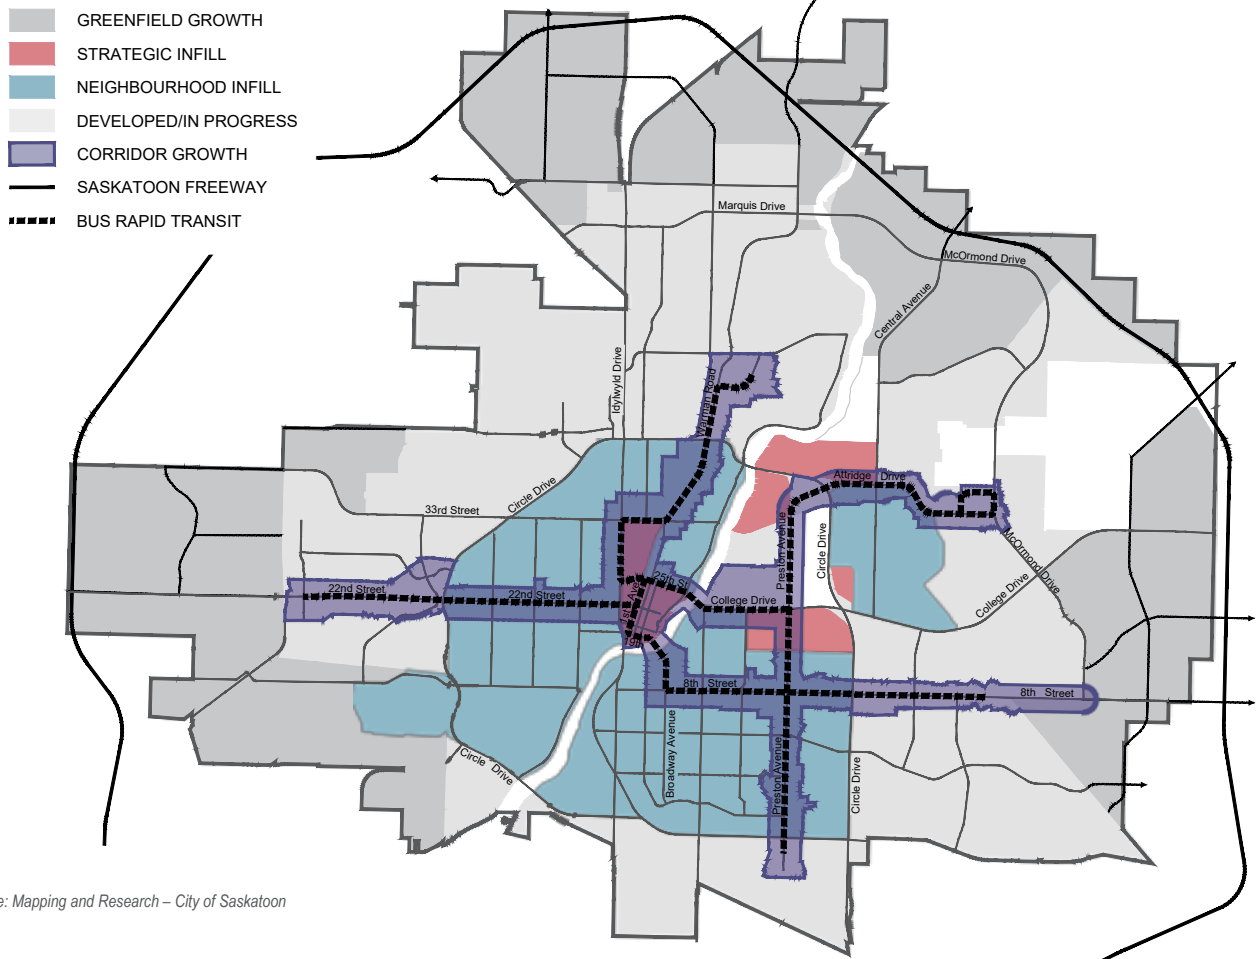 GREENFIELD GROWTH
STRATEGIC INFILL
NEIGHBOURHOOD INFILL
DEVELOPED/IN PROGRESS
CORRIDOR GROWTH
SASKATOON FREEWAY
BUS RAPID TRANSIT
Marquis Drive
McOrmond Drive
Central Avenue
Idylwyld Drive
Warman Road
Circle Drive
33rd Street
Attridge Drive
Preston Avenue
Circle Drive
McOrmond Drive
College Drive
22nd Street
22nd Street
25th St
1st Ave
19th
College Drive
8th Street
8th Street
Broadway Avenue
Preston Avenue
Circle Drive
Circle Drive
e: Mapping and Research – City of Saskatoon